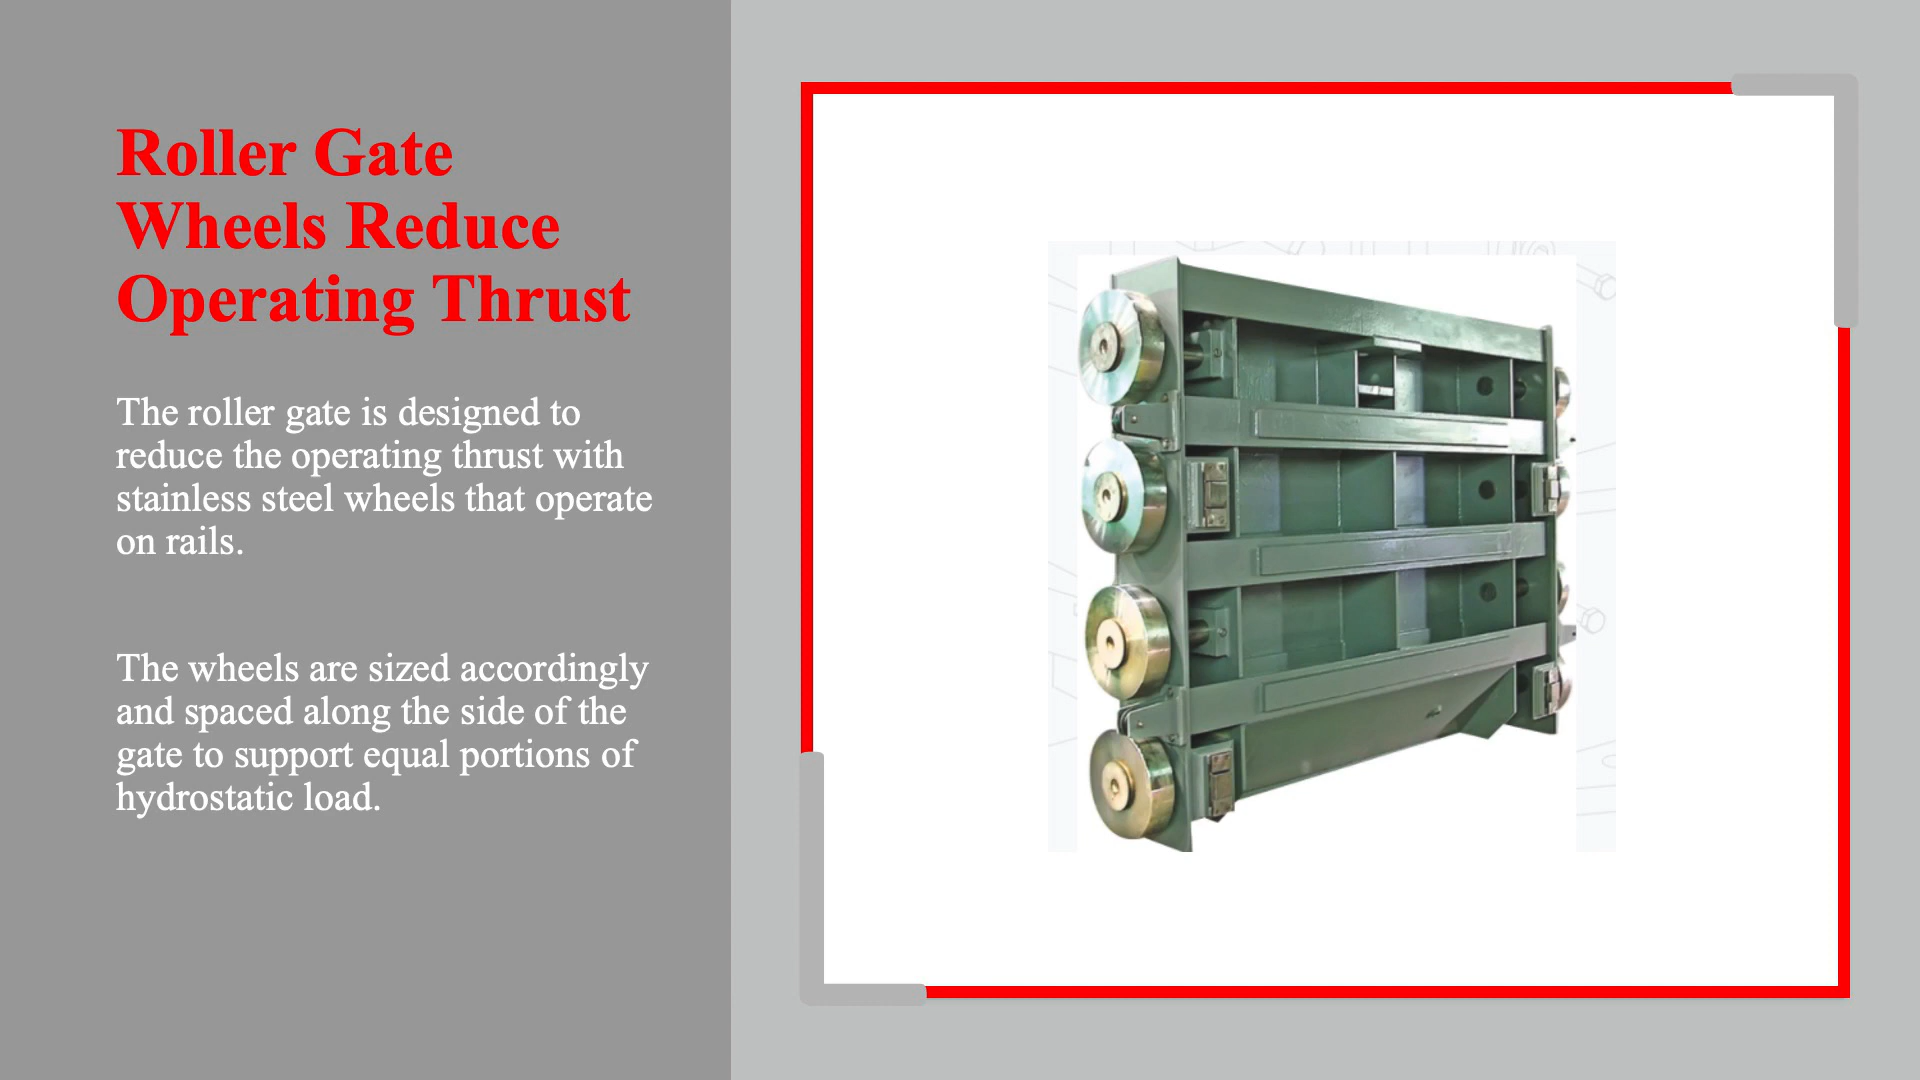 Roller Gate
Wheels Reduce
Operating Thrust
The roller gate is designed to
reduce the operating thrust with
stainless steel wheels that operate
on rails.
The wheels are sized accordingly
and spaced along the side of the
gate to support equal portions of
hydrostatic load.